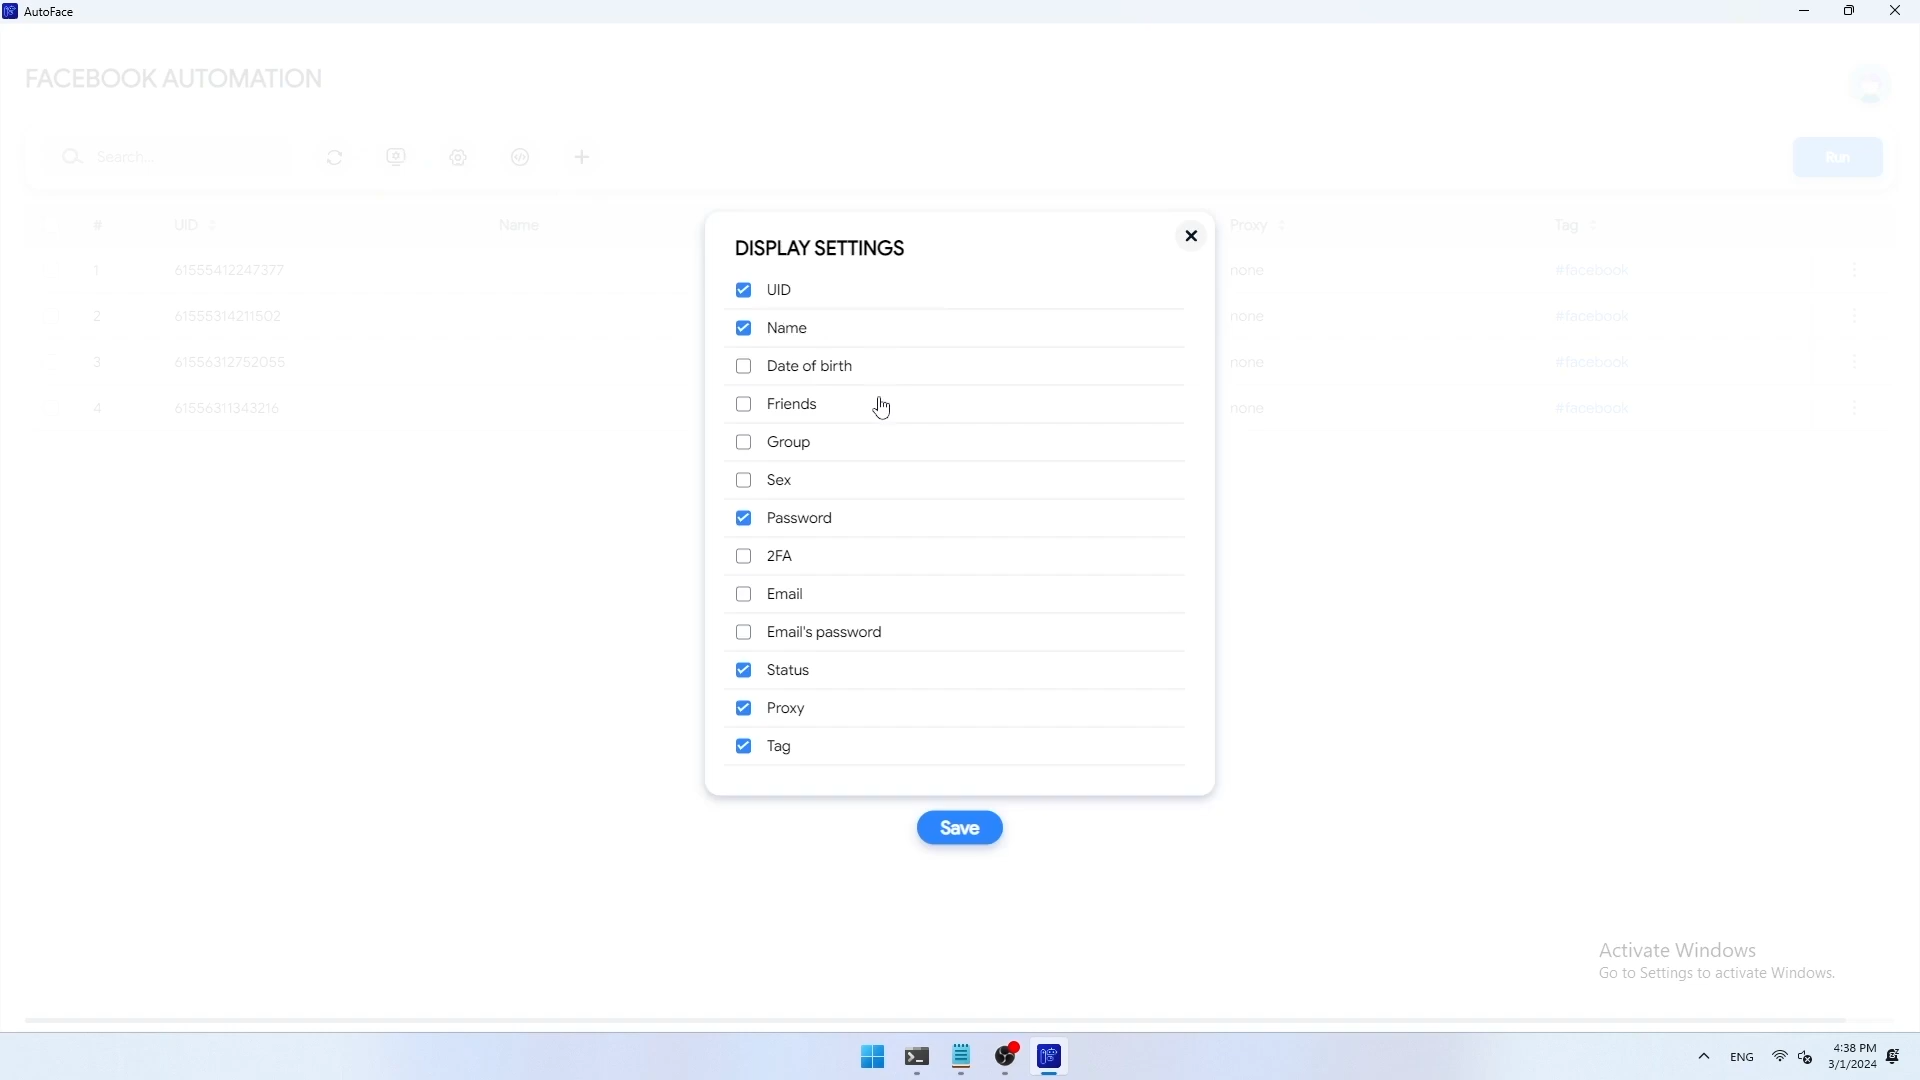 AutoFace
FACEBOOK AUTOMATION
Search...
Run
# UID Name Proxy Tag
1 61555412247377 none #facebook
2 61555314211502 none #facebook
3 61556312752055 none #facebook
4 61556311343216 none #facebook
DISPLAY SETTINGS
UID
Name
Date of birth
Friends
Group
Sex
Password
2FA
Email
Email's password
Status
Proxy
Tag
Save
Activate Windows
Go to Settings to activate Windows.
ENG
4:38 PM
3/1/2024